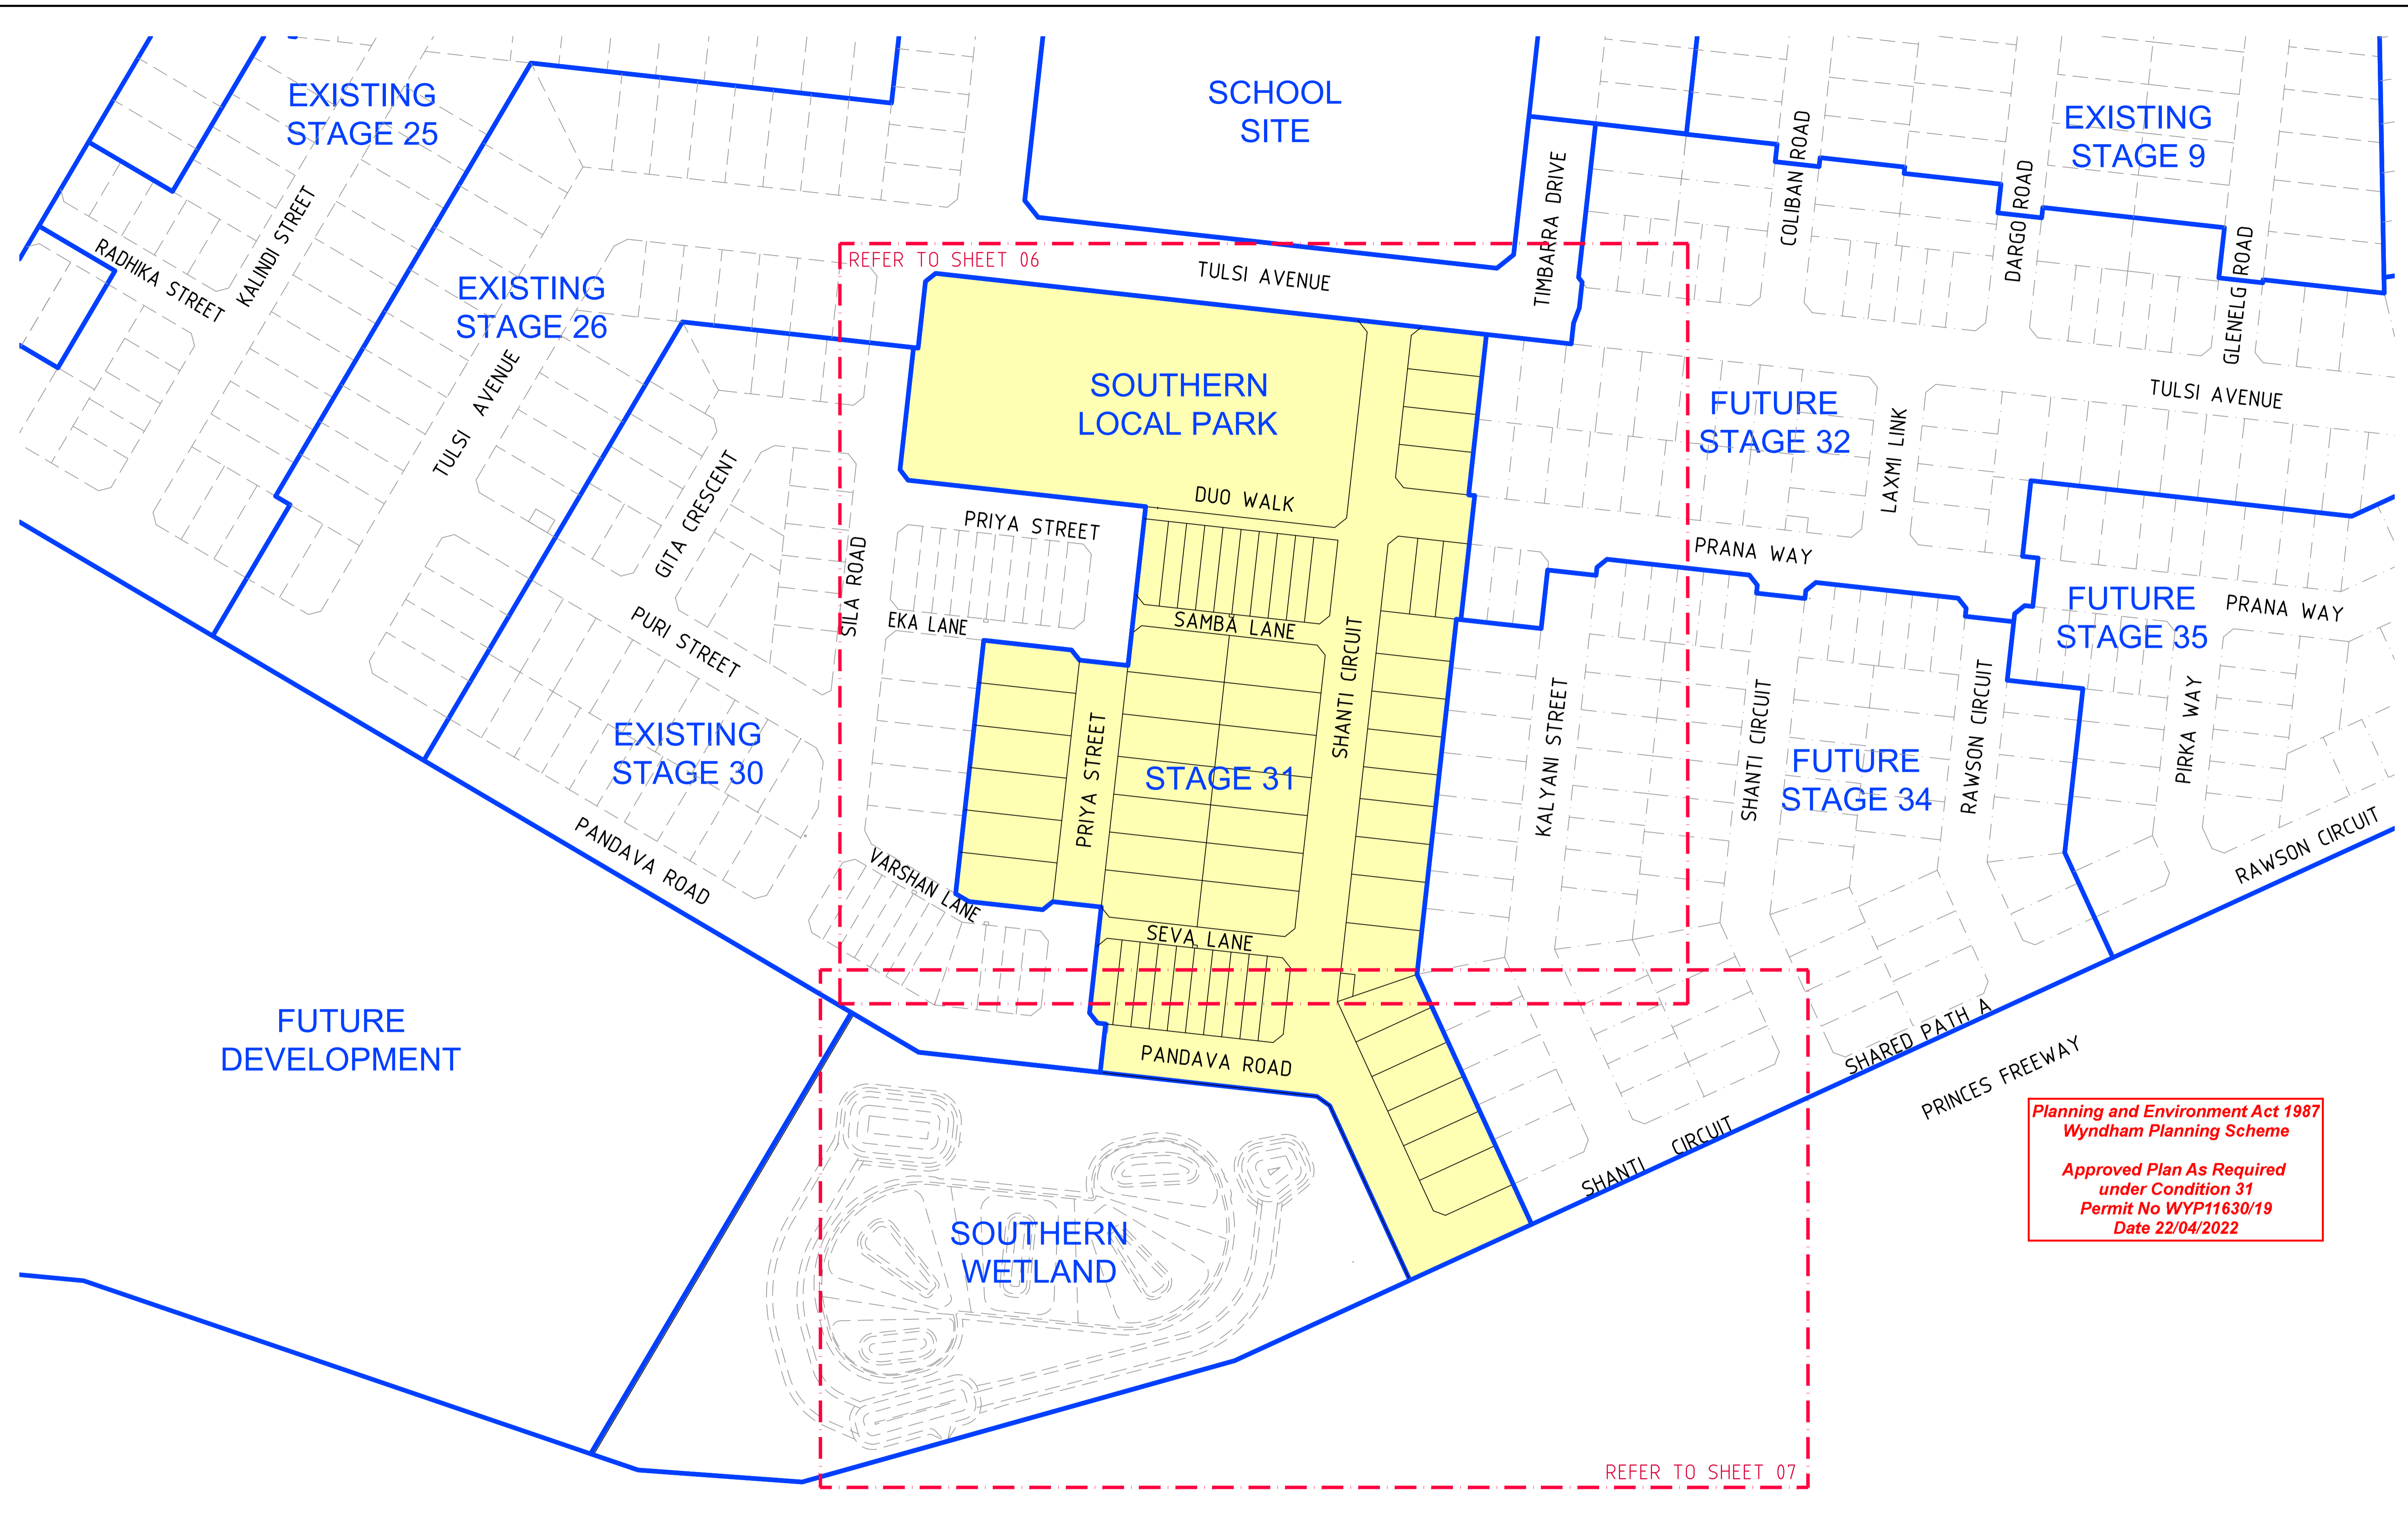 EXISTING
STAGE 25
SCHOOL
SITE
EXISTING
STAGE 9
COLIBAN ROAD
DARGO ROAD
GLENELG ROAD
TIMBARRA DRIVE
RADHIKA STREET
KALINDI STREET
REFER TO SHEET 06
TULSI AVENUE
EXISTING
STAGE 26
TULSI AVENUE
SOUTHERN
LOCAL PARK
FUTURE
STAGE 32
LAXMI LINK
TULSI AVENUE
GITA CRESCENT
DUO WALK
PRIYA STREET
SILA ROAD
PRANA WAY
FUTURE
STAGE 35
PRANA WAY
EKA LANE
SAMBA LANE
PURI STREET
SHANTI CIRCUIT
EXISTING
STAGE 30
PRIYA STREET
STAGE 31
KALYANI STREET
SHANTI CIRCUIT
FUTURE
STAGE 34
RAWSON CIRCUIT
PIRKA WAY
RAWSON CIRCUIT
PANDAVA ROAD
VARSHAN LANE
SEVA LANE
FUTURE
DEVELOPMENT
PANDAVA ROAD
SHARED PATH A
PRINCES FREEWAY
SHANTI CIRCUIT
Planning and Environment Act 1987
Wyndham Planning Scheme
Approved Plan As Required
under Condition 31
Permit No WYP11630/19
Date 22/04/2022
SOUTHERN
WETLAND
REFER TO SHEET 07